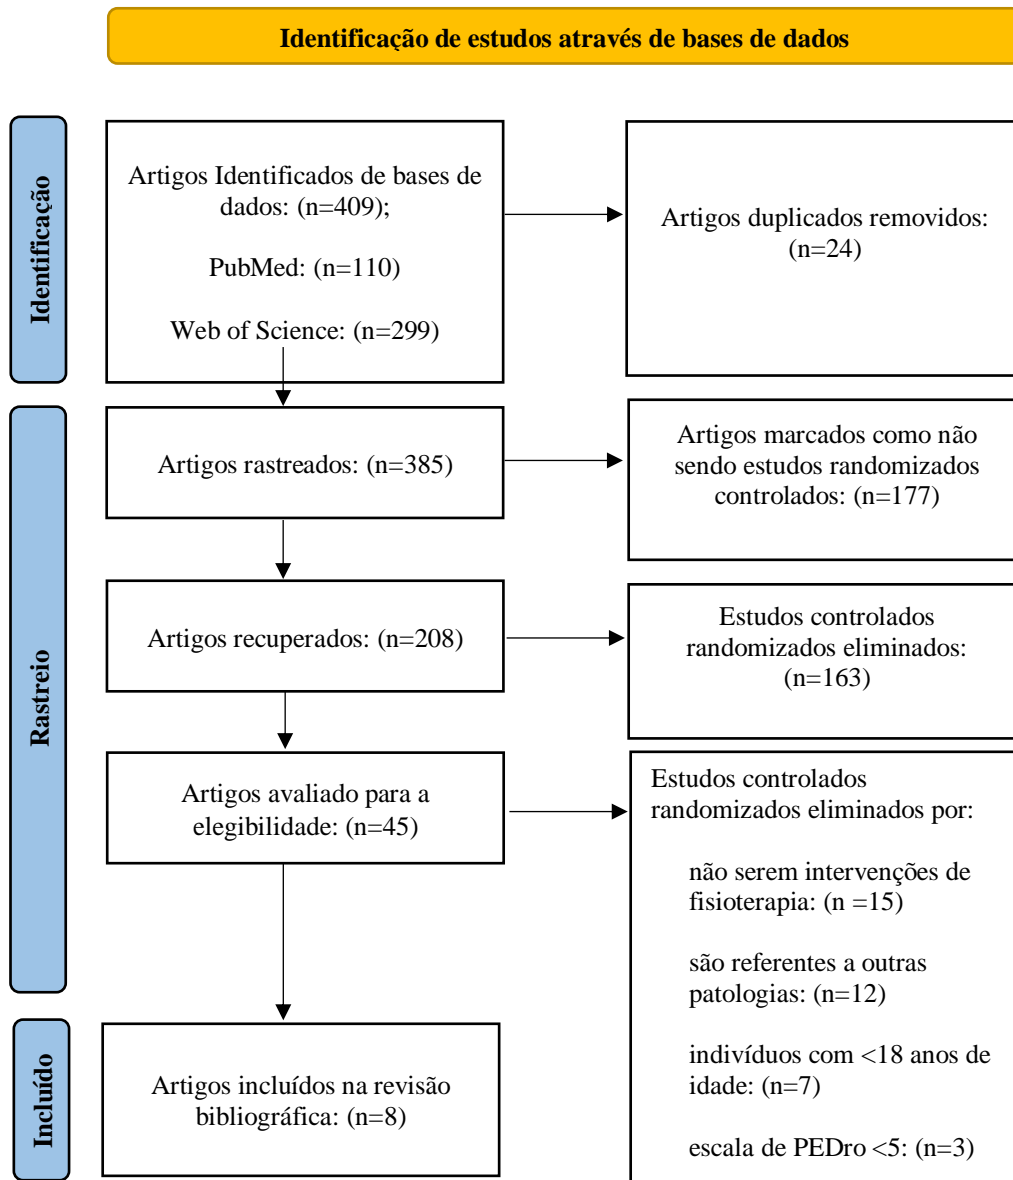 Identificação de estudos através de bases de dados
Identificação
Artigos Identificados de bases de
dados: (n=409);
PubMed: (n=110)
Web of Science: (n=299)
Artigos duplicados removidos:
(n=24)
Rastreio
Artigos rastreados: (n=385)
Artigos marcados como não
sendo estudos randomizados
controlados: (n=177)
Artigos recuperados: (n=208)
Estudos controlados
randomizados eliminados:
(n=163)
Artigos avaliado para a
elegibilidade: (n=45)
Estudos controlados
randomizados eliminados por:
não serem intervenções de
fisioterapia: (n =15)
são referentes a outras
patologias: (n=12)
indivíduos com <18 anos de
idade: (n=7)
escala de PEDro <5: (n=3)
Incluído
Artigos incluídos na revisão
bibliográfica: (n=8)